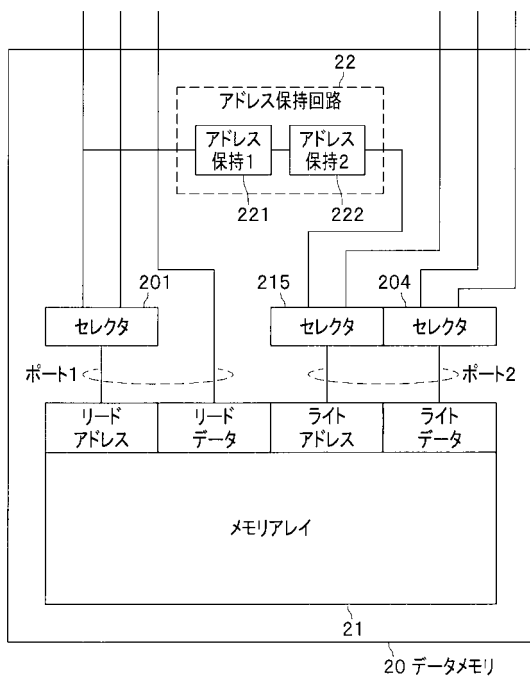 22
アドレス保持回路
アドレス
保持1
アドレス
保持2
221
222
201
215
204
セレクタ
セレクタ
セレクタ
ポート1
ポート2
リード
アドレス
リード
データ
ライト
アドレス
ライト
データ
メモリアレイ
21
20 データメモリ